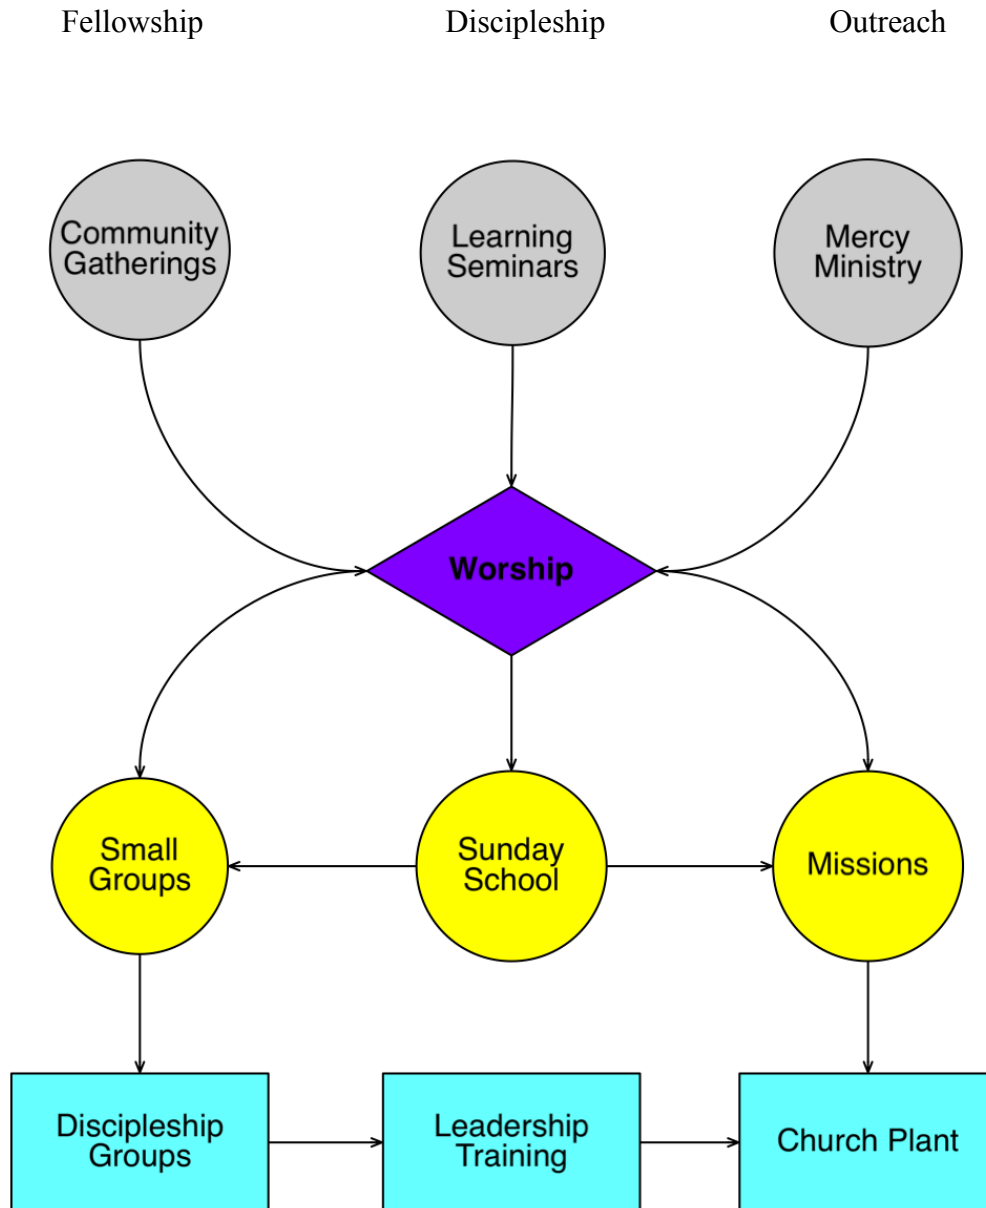 Fellowship
Discipleship
Outreach
Community
Gatherings
Learning
Seminars
Mercy
Ministry
Worship
Small
Groups
Sunday
School
Missions
Discipleship
Groups
Leadership
Training
Church Plant